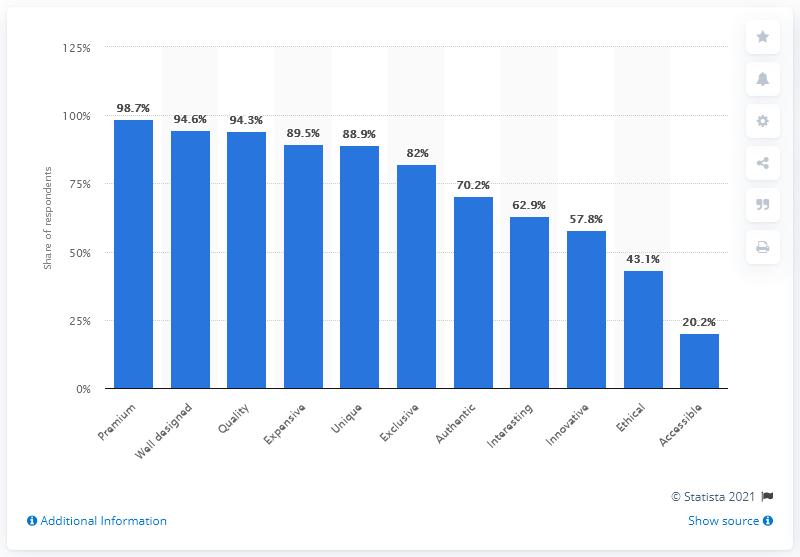 125%
100%
75%
50%
25%
0%
Share of respondents
98.7%
94.6%
94.3%
89.5%
88.9%
82%
70.2%
62.9%
57.8%
43.1%
20.2%
Premium
Well designed
Quality
Expensive
Unique
Exclusive
Authentic
Interesting
Innovative
Ethical
Accessible
© Statista 2021
Additional Information
Show source